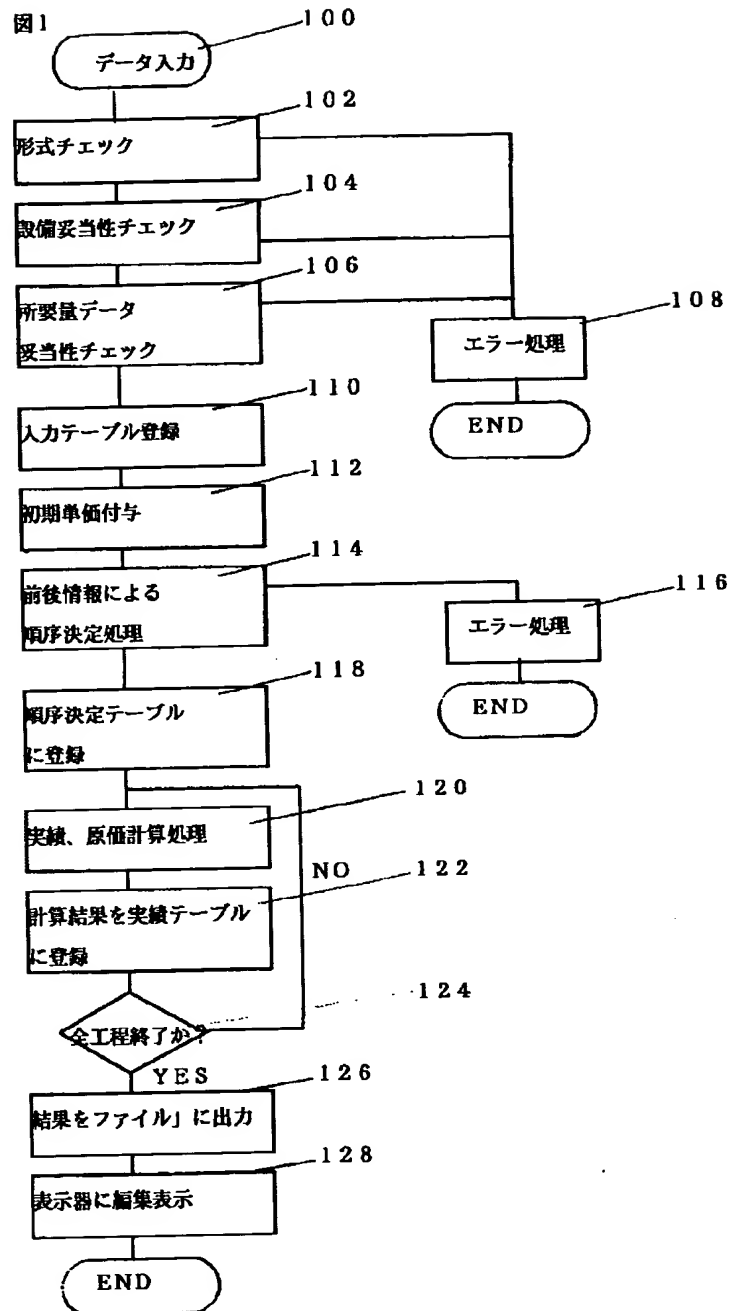 図1
100
データ入力
102
形式チェック
104
設備妥当性チェック
106
所要量データ
妥当性チェック
108
エラー処理
END
110
入力テーブル登録
112
初期単価付与
114
前後情報による
順序決定処理
116
エラー処理
END
118
順序決定テーブル
に登録
120
実績、原価計算処理
NO
122
計算結果を実績テーブル
に登録
124
全工程終了か?
YES
126
結果をファイル」に出力
128
表示器に編集表示
END